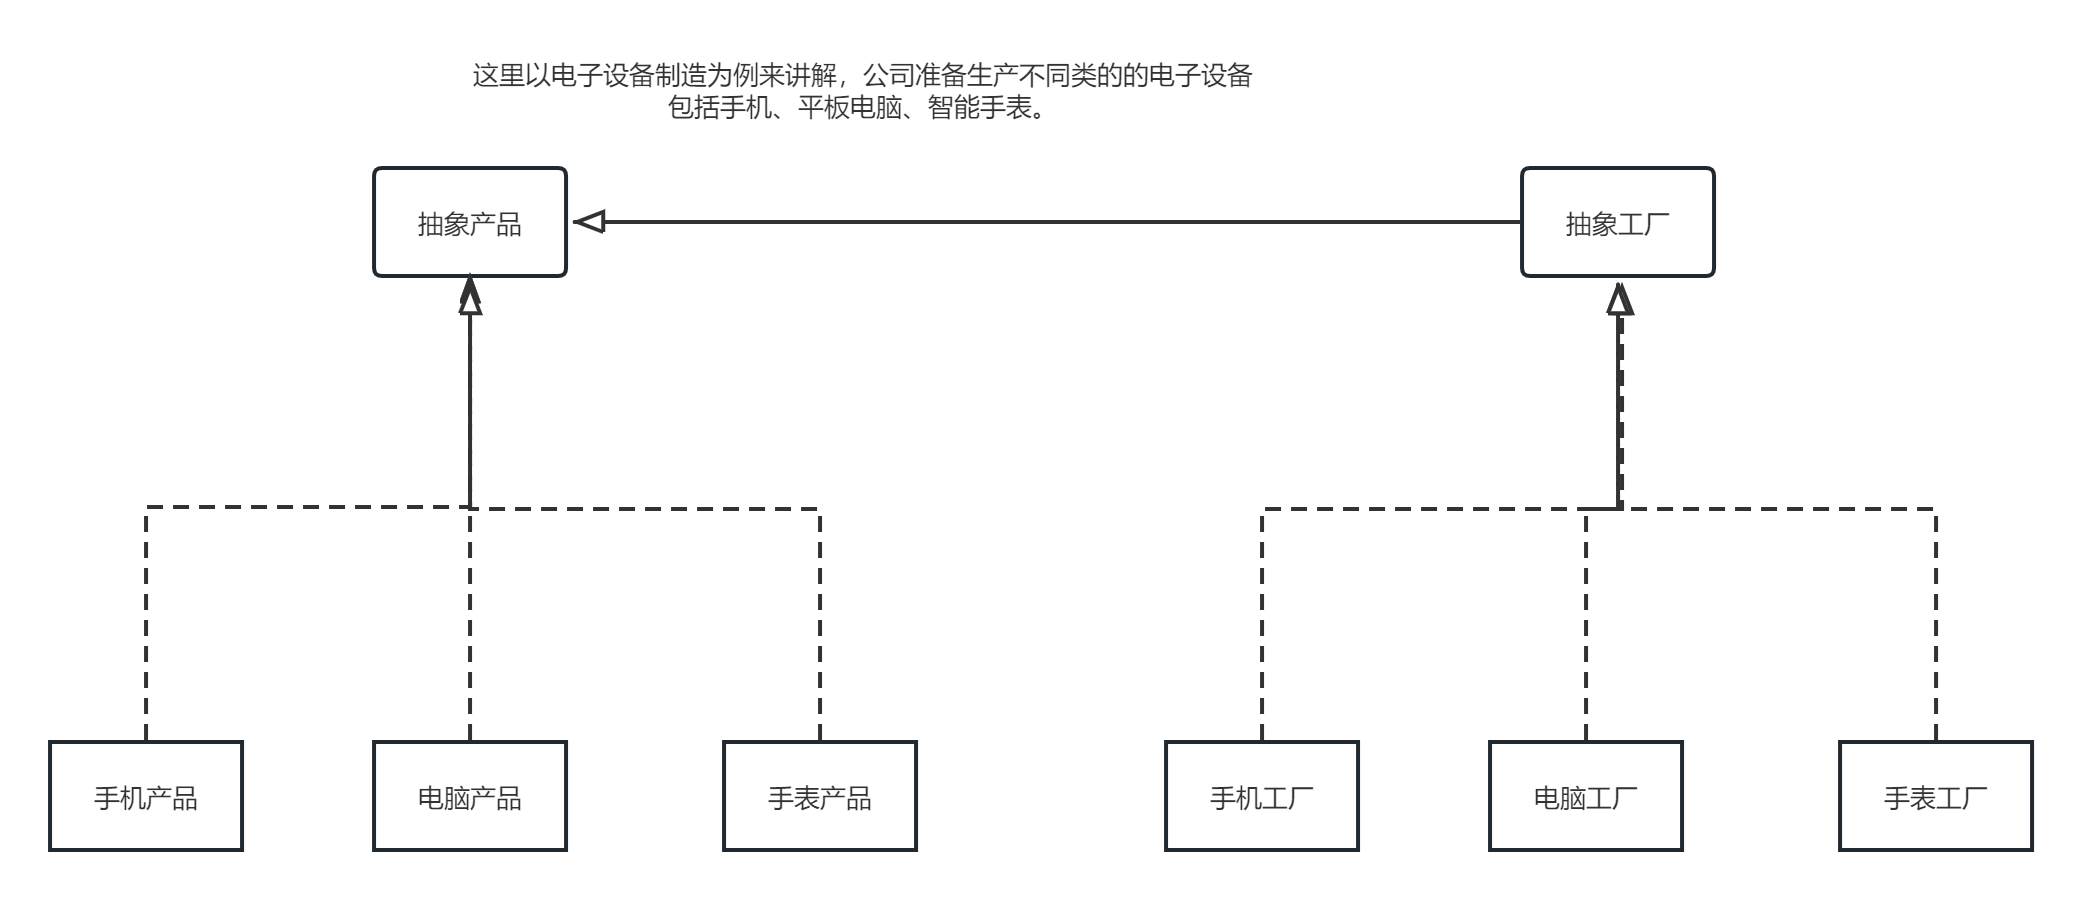 这里以电子设备制造为例来讲解，公司准备生产不同类的的电子设备
包括手机、平板电脑、智能手表。
抽象产品
抽象工厂
手机产品
电脑产品
手表产品
手机工厂
电脑工厂
手表工厂